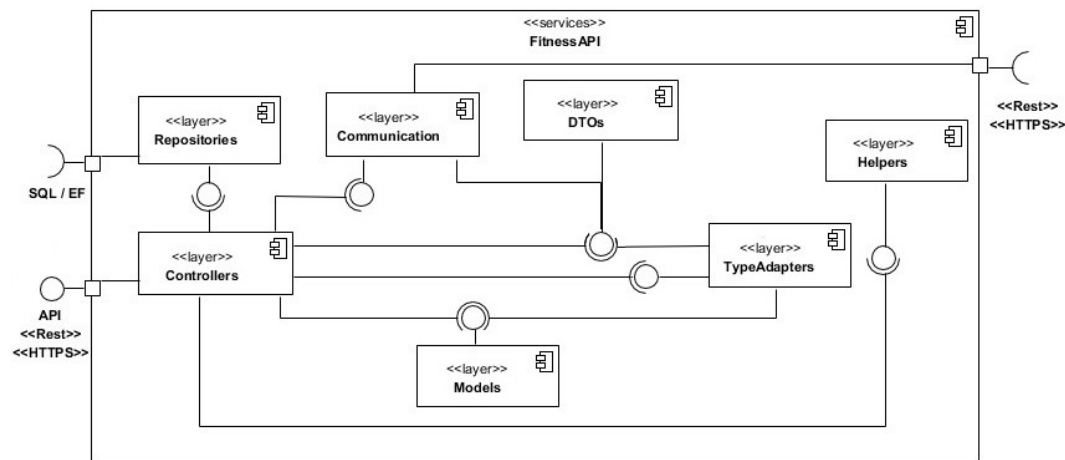 <<services>>
FitnessAPI
<<layer>>
Repositories
<<layer>>
Communication
<<layer>>
DTOs
<<Rest>>
<<HTTPS>>
<<layer>>
Helpers
SQL / EF
<<layer>>
Controllers
<<layer>>
TypeAdapters
API
<<Rest>>
<<HTTPS>>
<<layer>>
Models